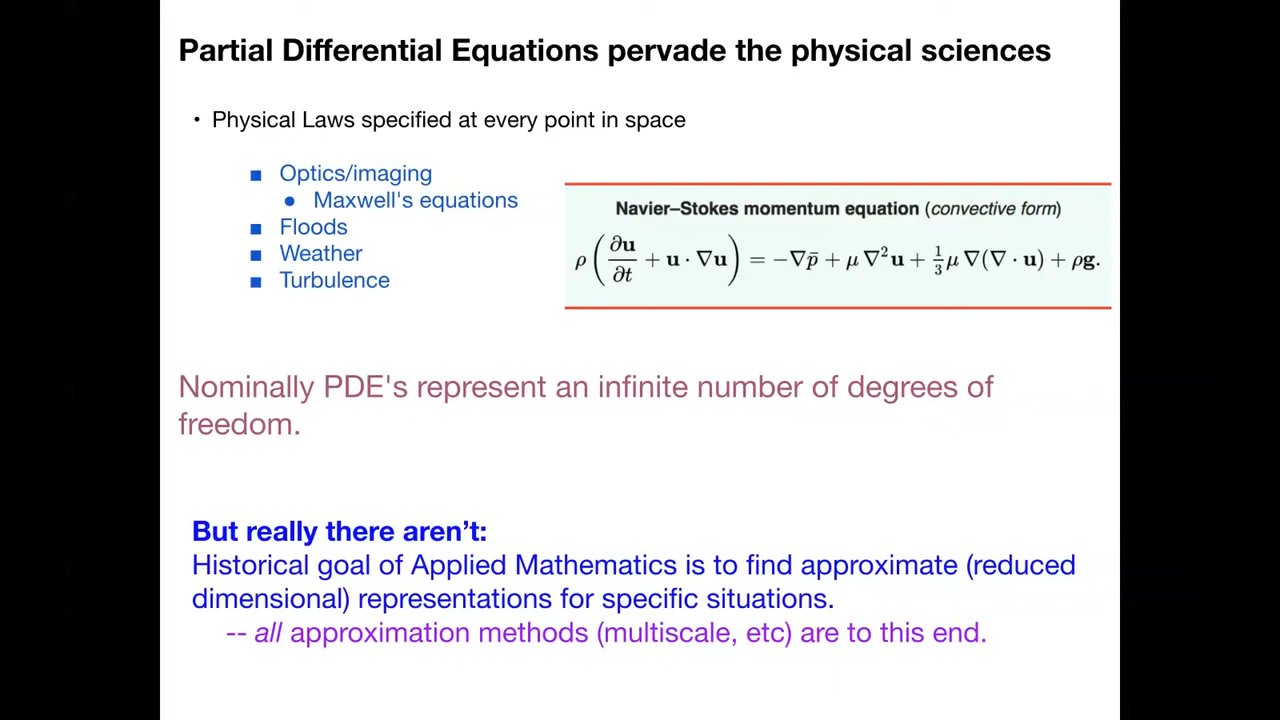 Partial Differential Equations pervade the physical sciences
• Physical Laws specified at every point in space
■ Optics/imaging
● Maxwell's equations
■ Floods
■ Weather
■ Turbulence
Navier–Stokes momentum equation (convective form)
ρ(∂u/∂t + u · ∇u) = −∇p̄ + μ ∇²u + ⅓μ ∇(∇ · u) + ρg.
Nominally PDE's represent an infinite number of degrees of
freedom.
But really there aren’t:
Historical goal of Applied Mathematics is to find approximate (reduced
dimensional) representations for specific situations.
-- all approximation methods (multiscale, etc) are to this end.